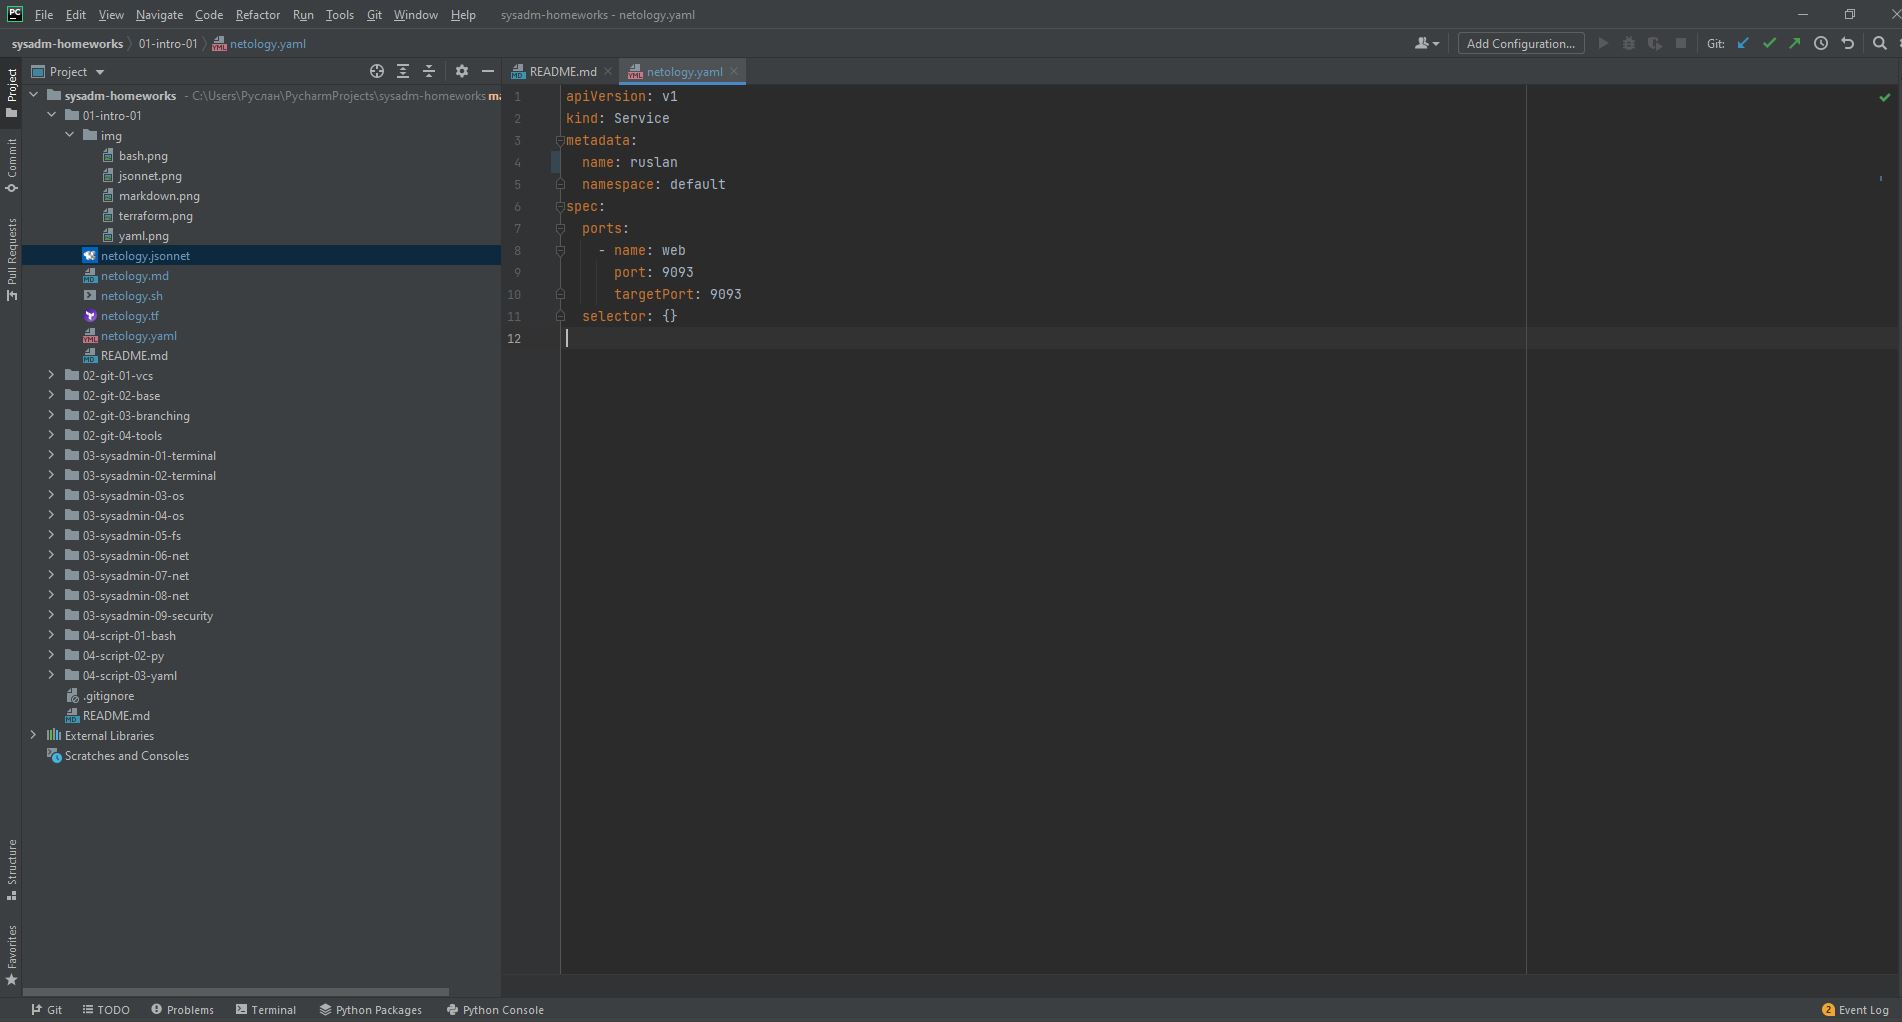 PC File Edit View Navigate Code Refactor Run Tools Git Window Help sysadm-homeworks - netology.yaml
sysadm-homeworks 01-intro-01 netology.yaml Add Configuration... Git:
Project
README.md netology.yaml
Project
Commit
Pull Requests
Structure
Favorites
sysadm-homeworks - C:\Users\Руслан\PycharmProjects\sysadm-homeworks
01-intro-01
img
bash.png
jsonnet.png
markdown.png
terraform.png
yaml.png
netology.jsonnet
netology.md
netology.sh
netology.tf
netology.yaml
README.md
02-git-01-vcs
02-git-02-base
02-git-03-branching
02-git-04-tools
03-sysadmin-01-terminal
03-sysadmin-02-terminal
03-sysadmin-03-os
03-sysadmin-04-os
03-sysadmin-05-fs
03-sysadmin-06-net
03-sysadmin-07-net
03-sysadmin-08-net
03-sysadmin-09-security
04-script-01-bash
04-script-02-py
04-script-03-yaml
.gitignore
README.md
External Libraries
Scratches and Consoles
1 apiVersion: v1
2 kind: Service
3 metadata:
4 name: ruslan
5 namespace: default
6 spec:
7 ports:
8 - name: web
9 port: 9093
10 targetPort: 9093
11 selector: {}
12
Git TODO Problems Terminal Python Packages Python Console 2 Event Log